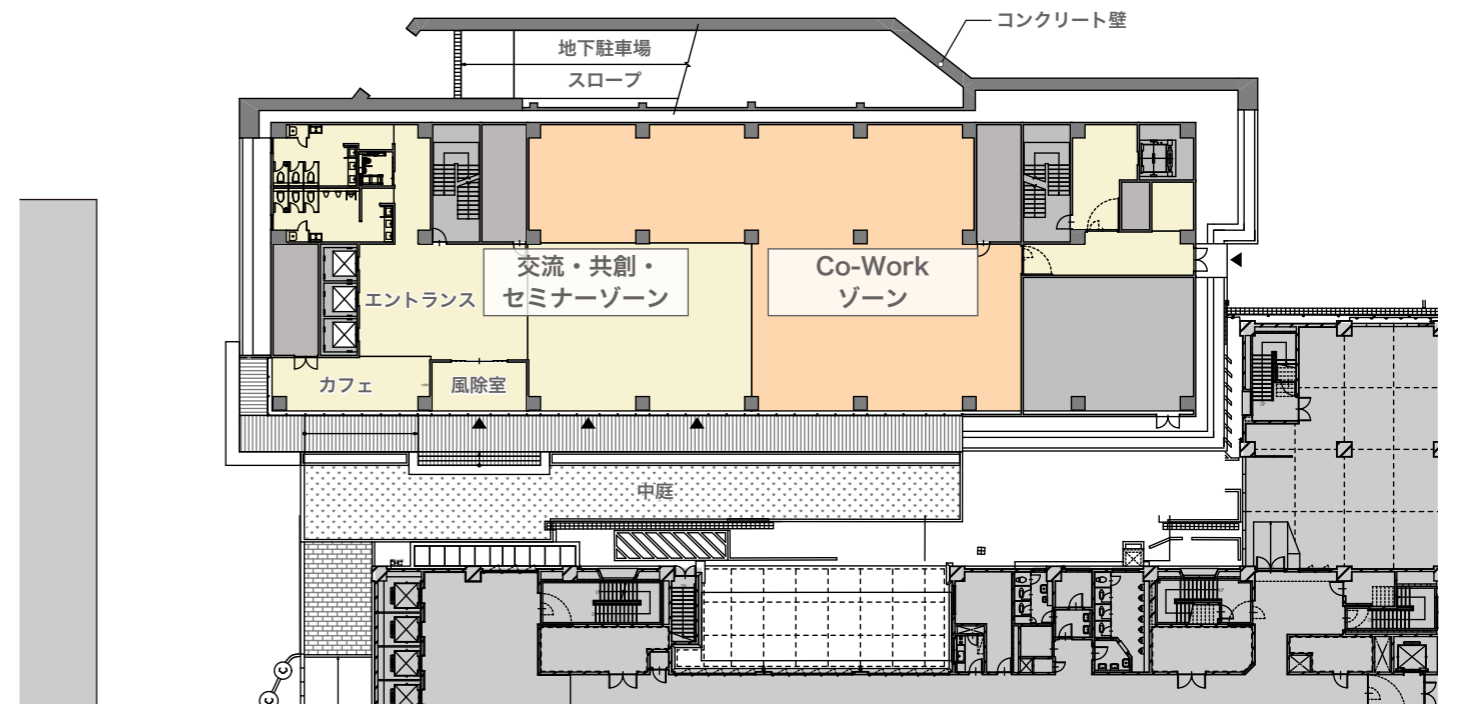 コンクリート壁
地下駐車場
スロープ
交流・共創・
セミナーゾーン
Co-Work
ゾーン
エントランス
カフェ
風除室
中庭
C
C